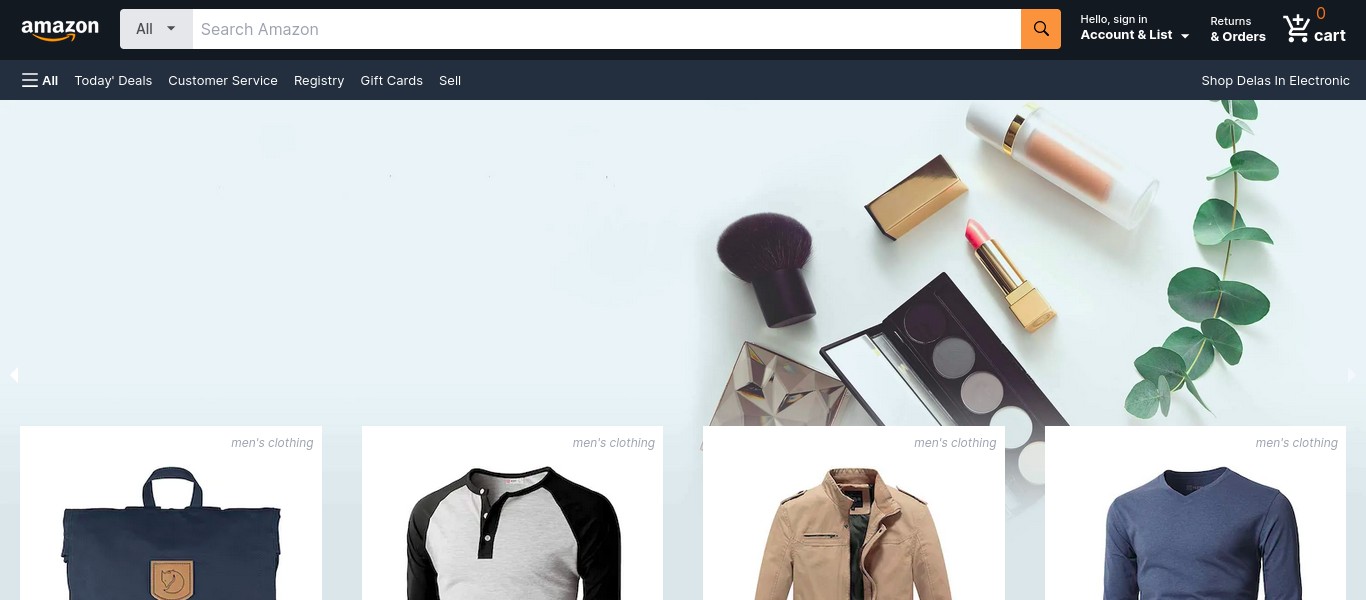 amazon
All
Search Amazon
Hello, sign in
Account & List
Returns
& Orders
0
cart
All
Today' Deals
Customer Service
Registry
Gift Cards
Sell
Shop Delas In Electronic
men's clothing
men's clothing
men's clothing
men's clothing